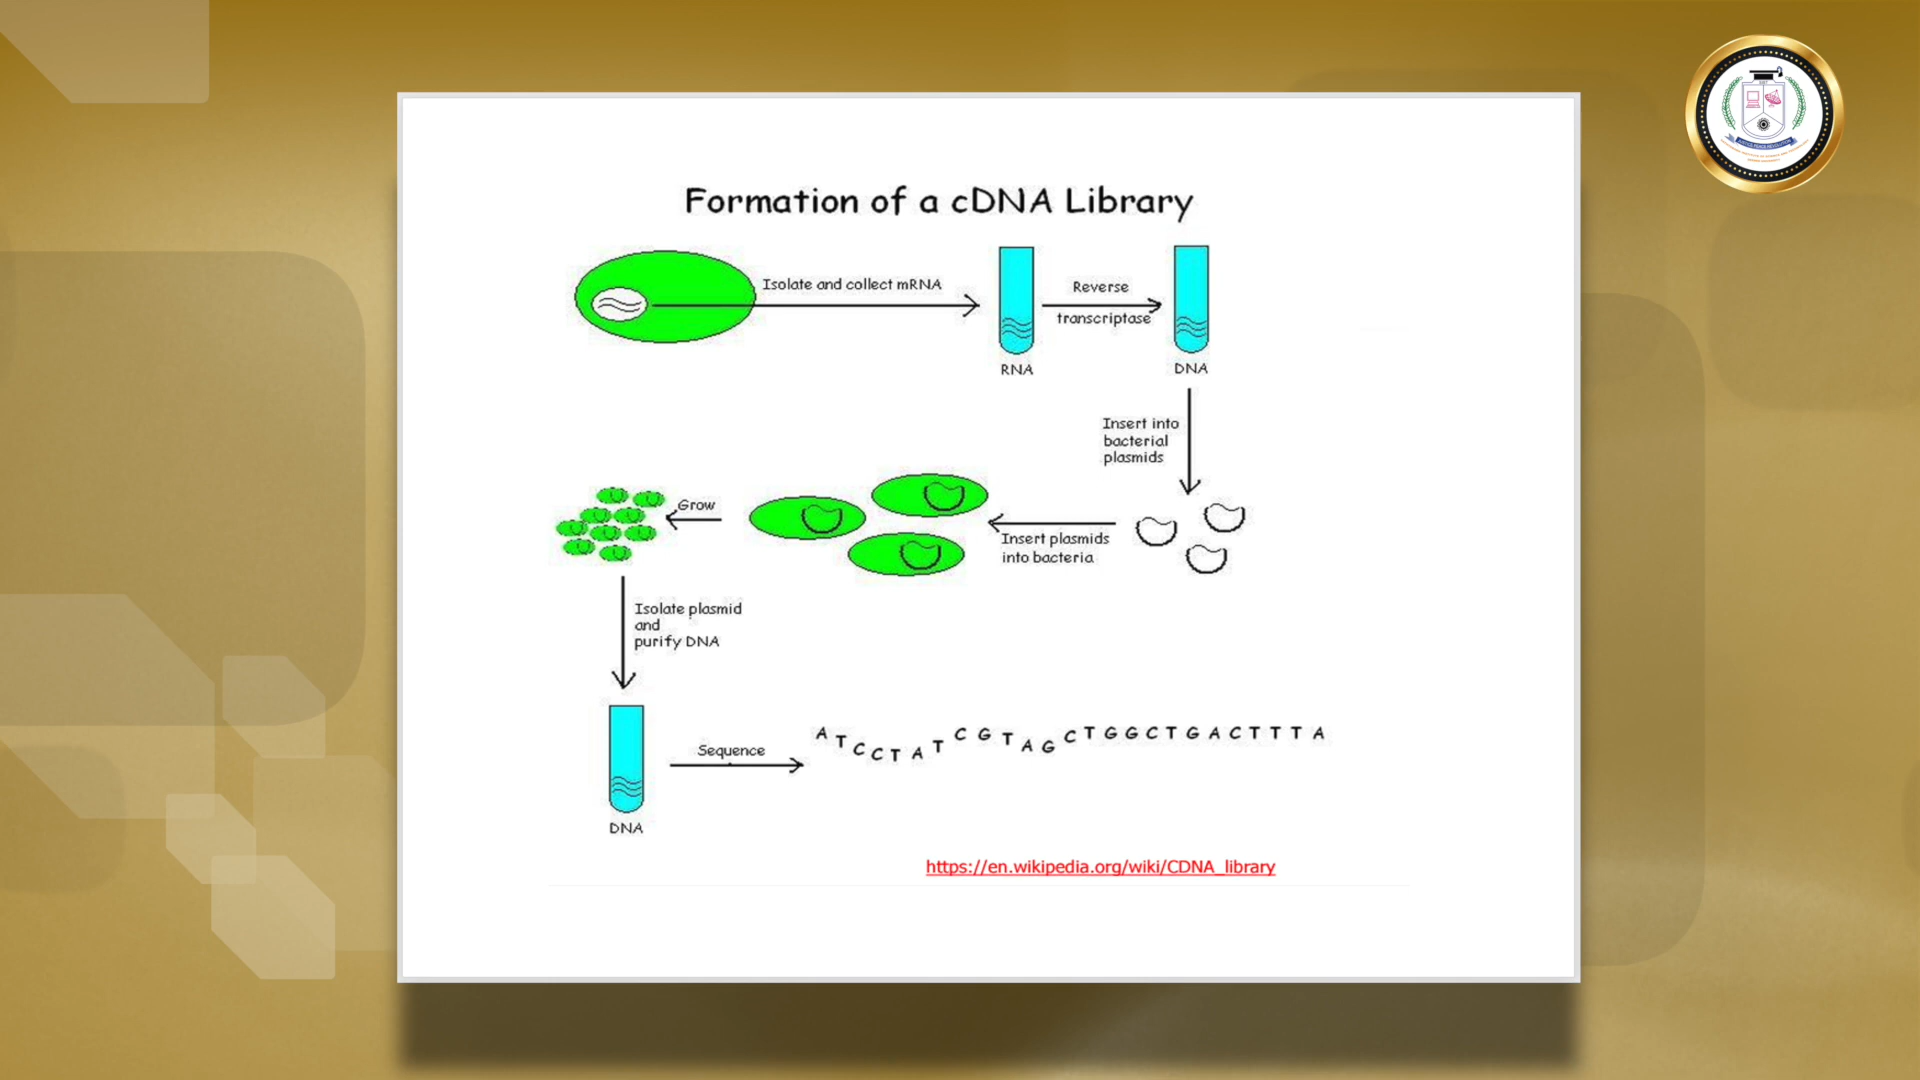 Formation of a cDNA Library
Isolate and collect mRNA
Reverse
transcriptase
RNA
DNA
Insert into
bacterial
plasmids
Grow
Insert plasmids
into bacteria
Isolate plasmid
and
purify DNA
Sequence
A T C C T A T C G T A G C T G G C T G A C T T T A
DNA
https://en.wikipedia.org/wiki/CDNA_library